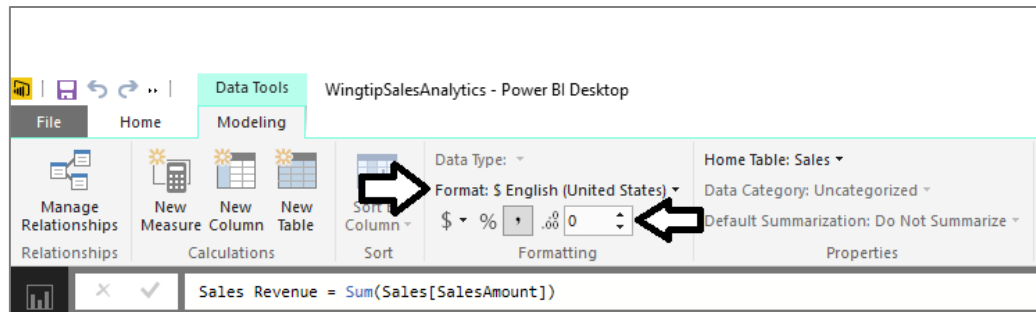 Data Tools WingtipSalesAnalytics - Power BI Desktop
File Home Modeling
Manage Relationships
New Measure
New Column
New Table
Column
Data Type:
Format: $ English (United States)
$ % , .00 0
Home Table: Sales
Data Category: Uncategorized
Default Summarization: Do Not Summarize
Relationships Calculations Sort Formatting Properties
Sales Revenue = Sum(Sales[SalesAmount])